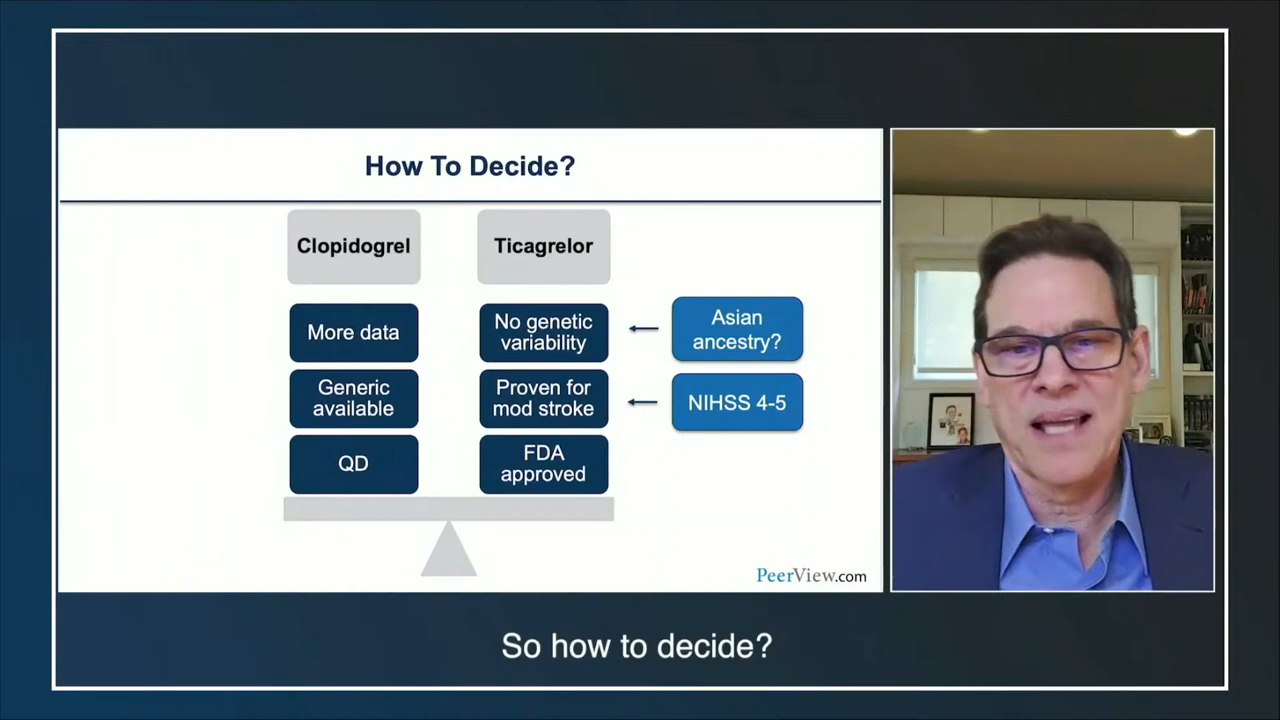 How To Decide?
Clopidogrel
Ticagrelor
More data
No genetic
variability
Asian
ancestry?
Generic
available
Proven for
mod stroke
NIHSS 4-5
QD
FDA
approved
PeerView.com
So how to decide?